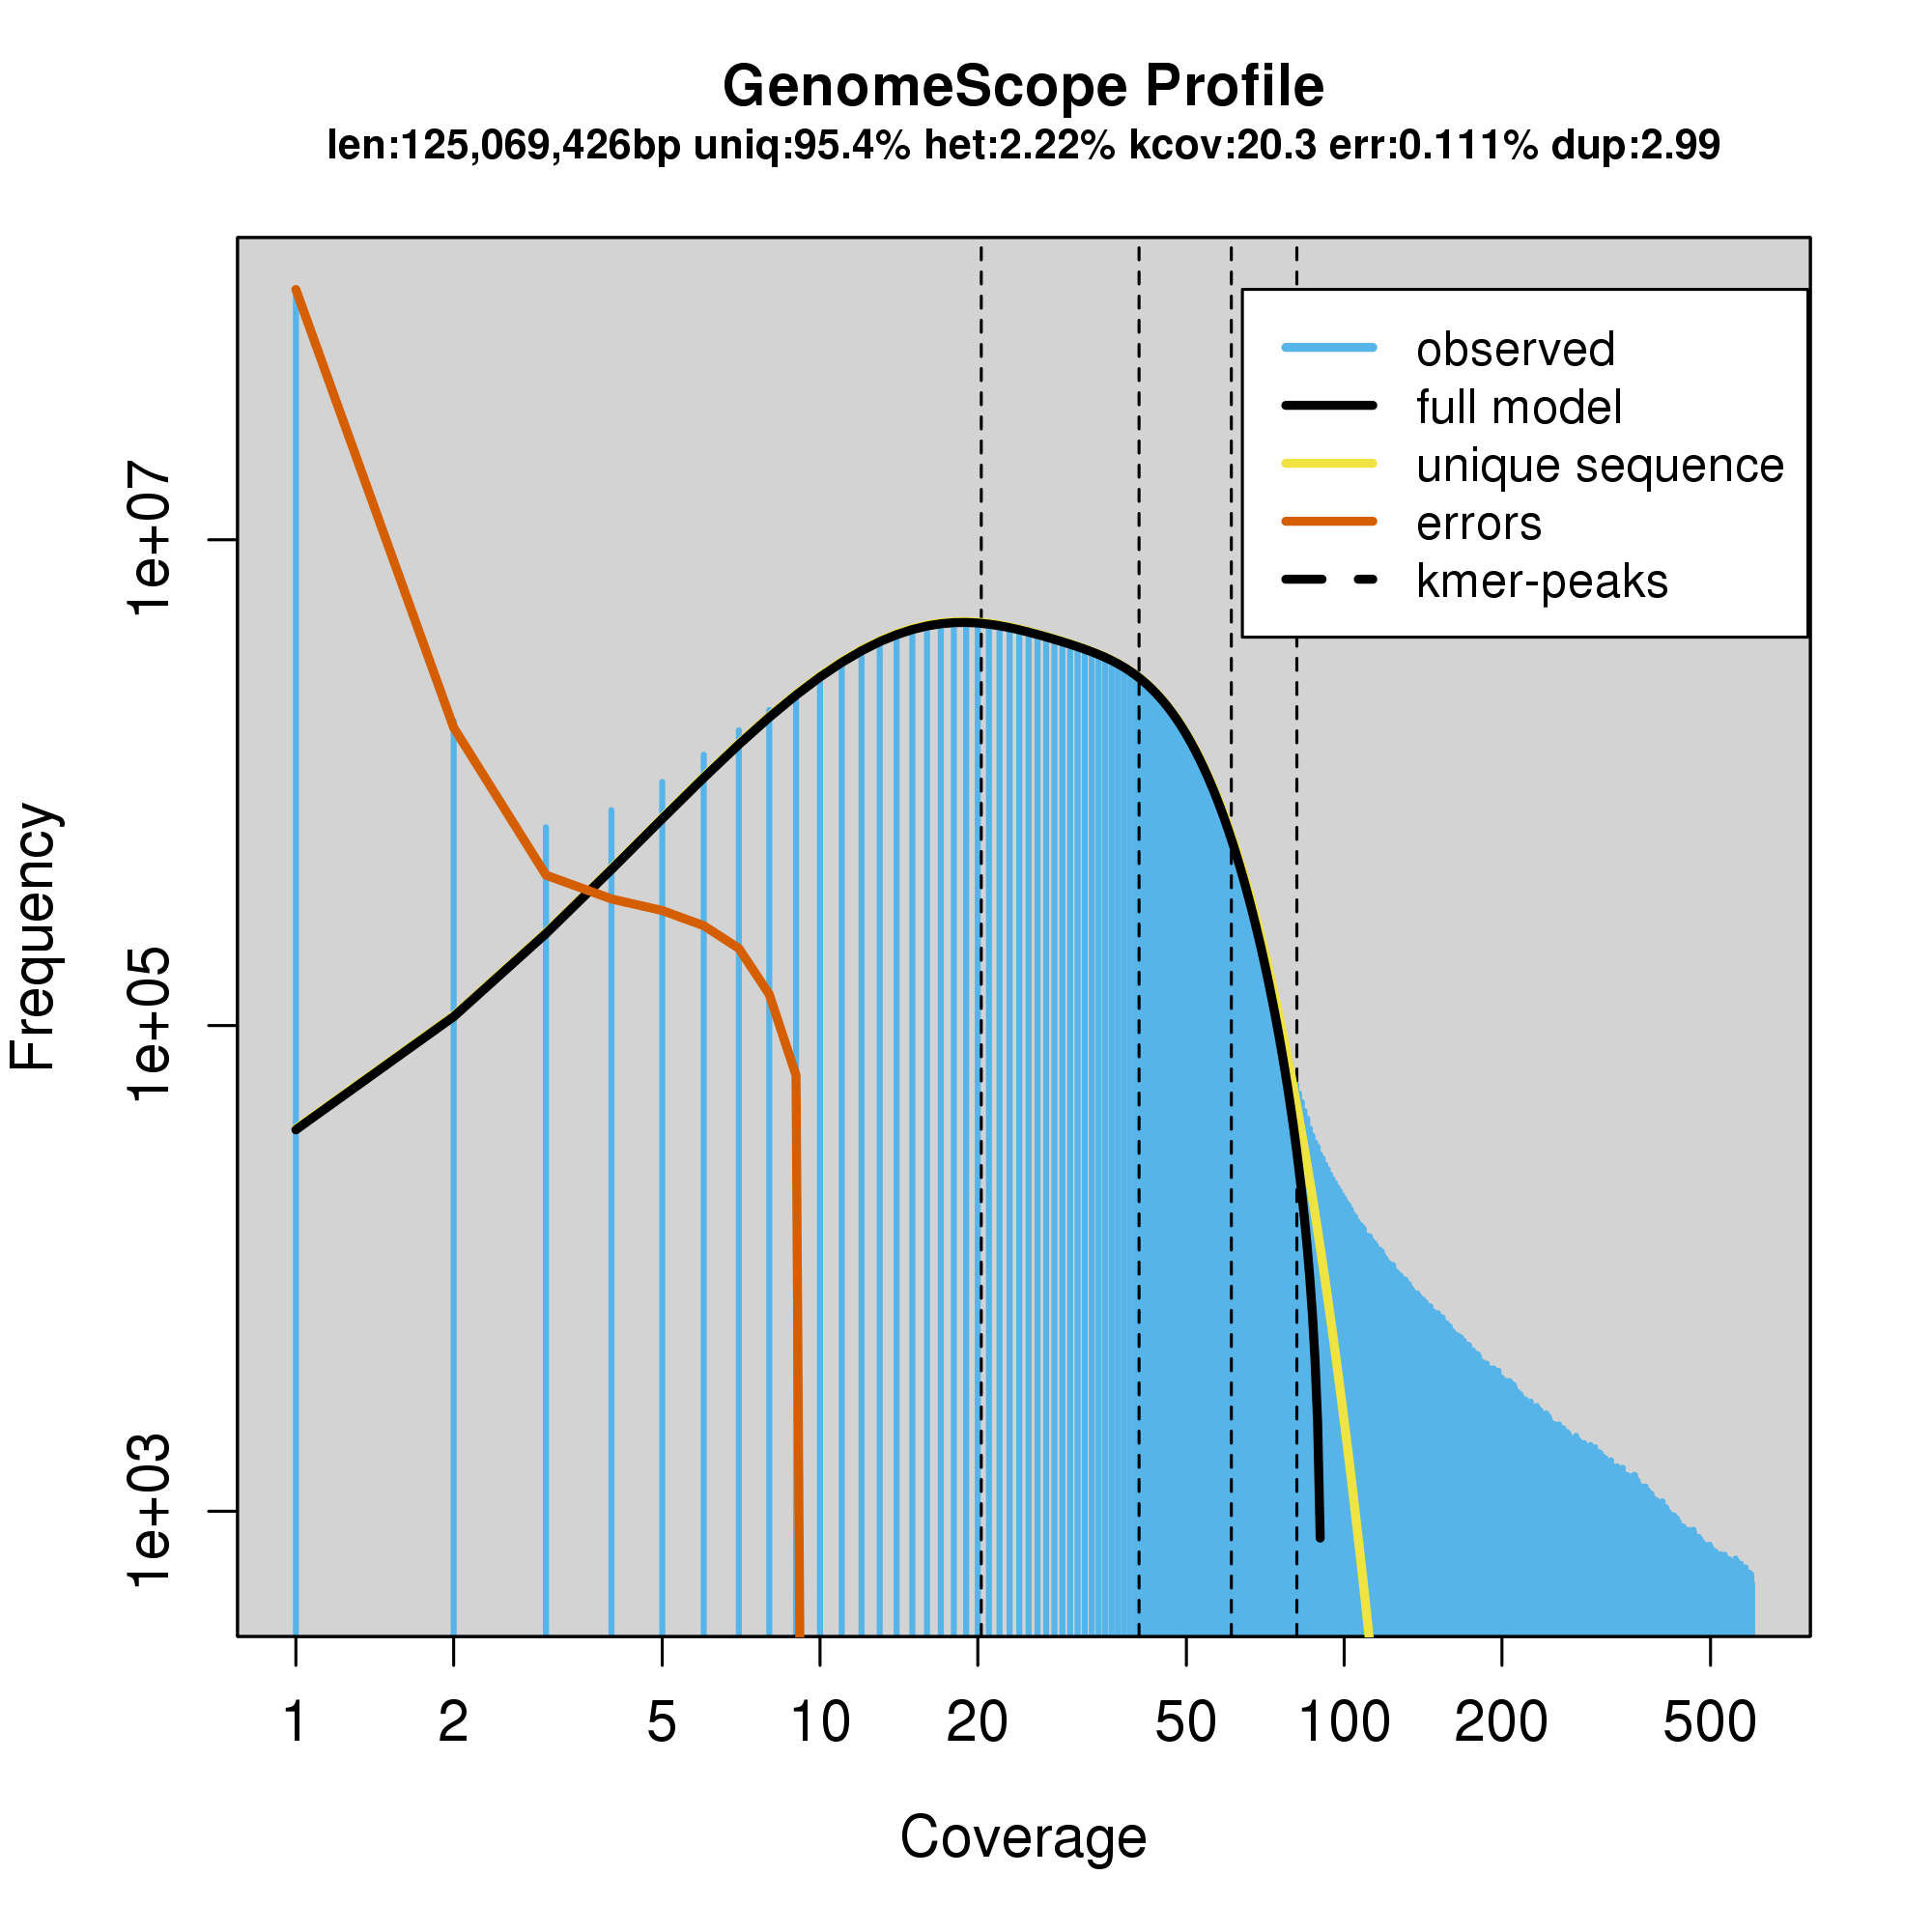 GenomeScope Profile
len:125,069,426bp uniq:95.4% het:2.22% kcov:20.3 err:0.111% dup:2.99
observed
full model
unique sequence
errors
kmer-peaks
Frequency
1e+07
1e+05
1e+03
1 2 5 10 20 50 100 200 500
Coverage